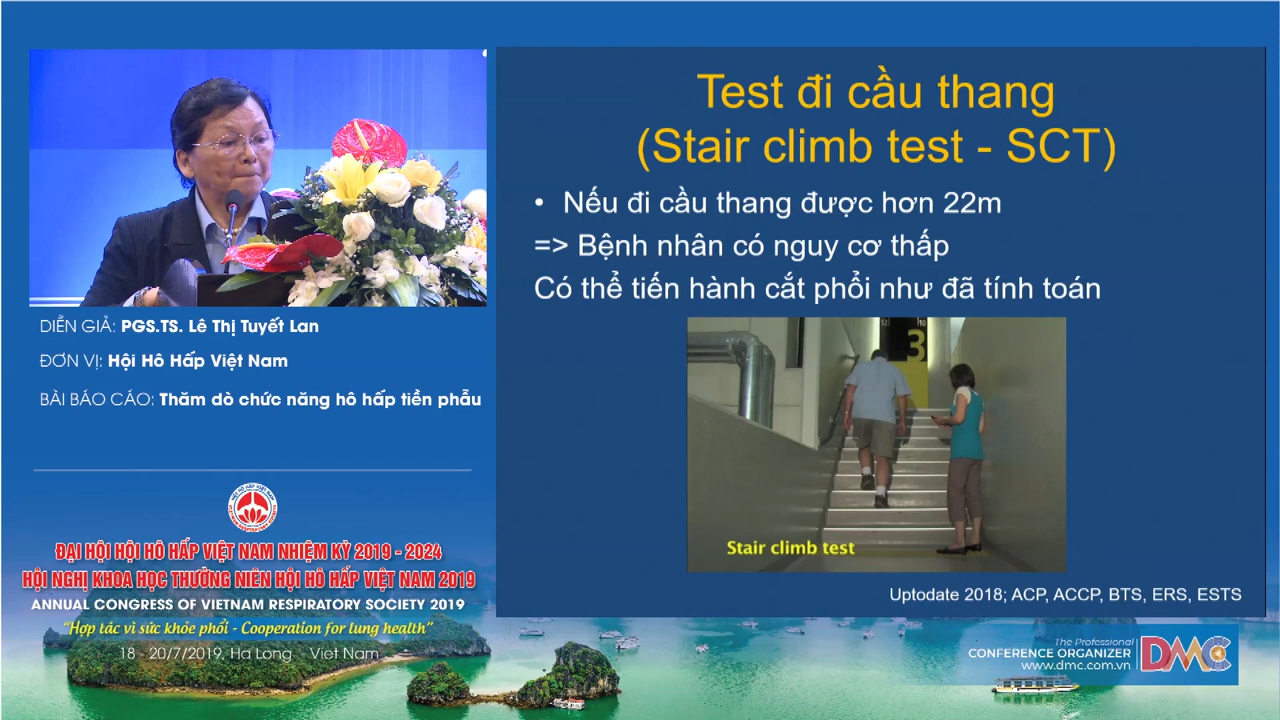 Test đi cầu thang
(Stair climb test - SCT)
• Nếu đi cầu thang được hơn 22m
=> Bệnh nhân có nguy cơ thấp
Có thể tiến hành cắt phổi như đã tính toán
3
Stair climb test
Uptodate 2018; ACP, ACCP, BTS, ERS, ESTS
DIỄN GIẢ: PGS.TS. Lê Thị Tuyết Lan
ĐƠN VỊ: Hội Hô Hấp Việt Nam
BÀI BÁO CÁO: Thăm dò chức năng hô hấp tiền phẫu
ĐẠI HỘI HỘI HÔ HẤP VIỆT NAM NHIỆM KỲ 2019 - 2024
HỘI NGHỊ KHOA HỌC THƯỜNG NIÊN HỘI HÔ HẤP VIỆT NAM 2019
ANNUAL CONGRESS OF VIETNAM RESPIRATORY SOCIETY 2019
"Hợp tác vì sức khỏe phổi - Cooperation for lung health"
18 - 20/7/2019, Ha Long Viet Nam
The Professional
CONFERENCE ORGANIZER
www.dmc.com.vn
DMC